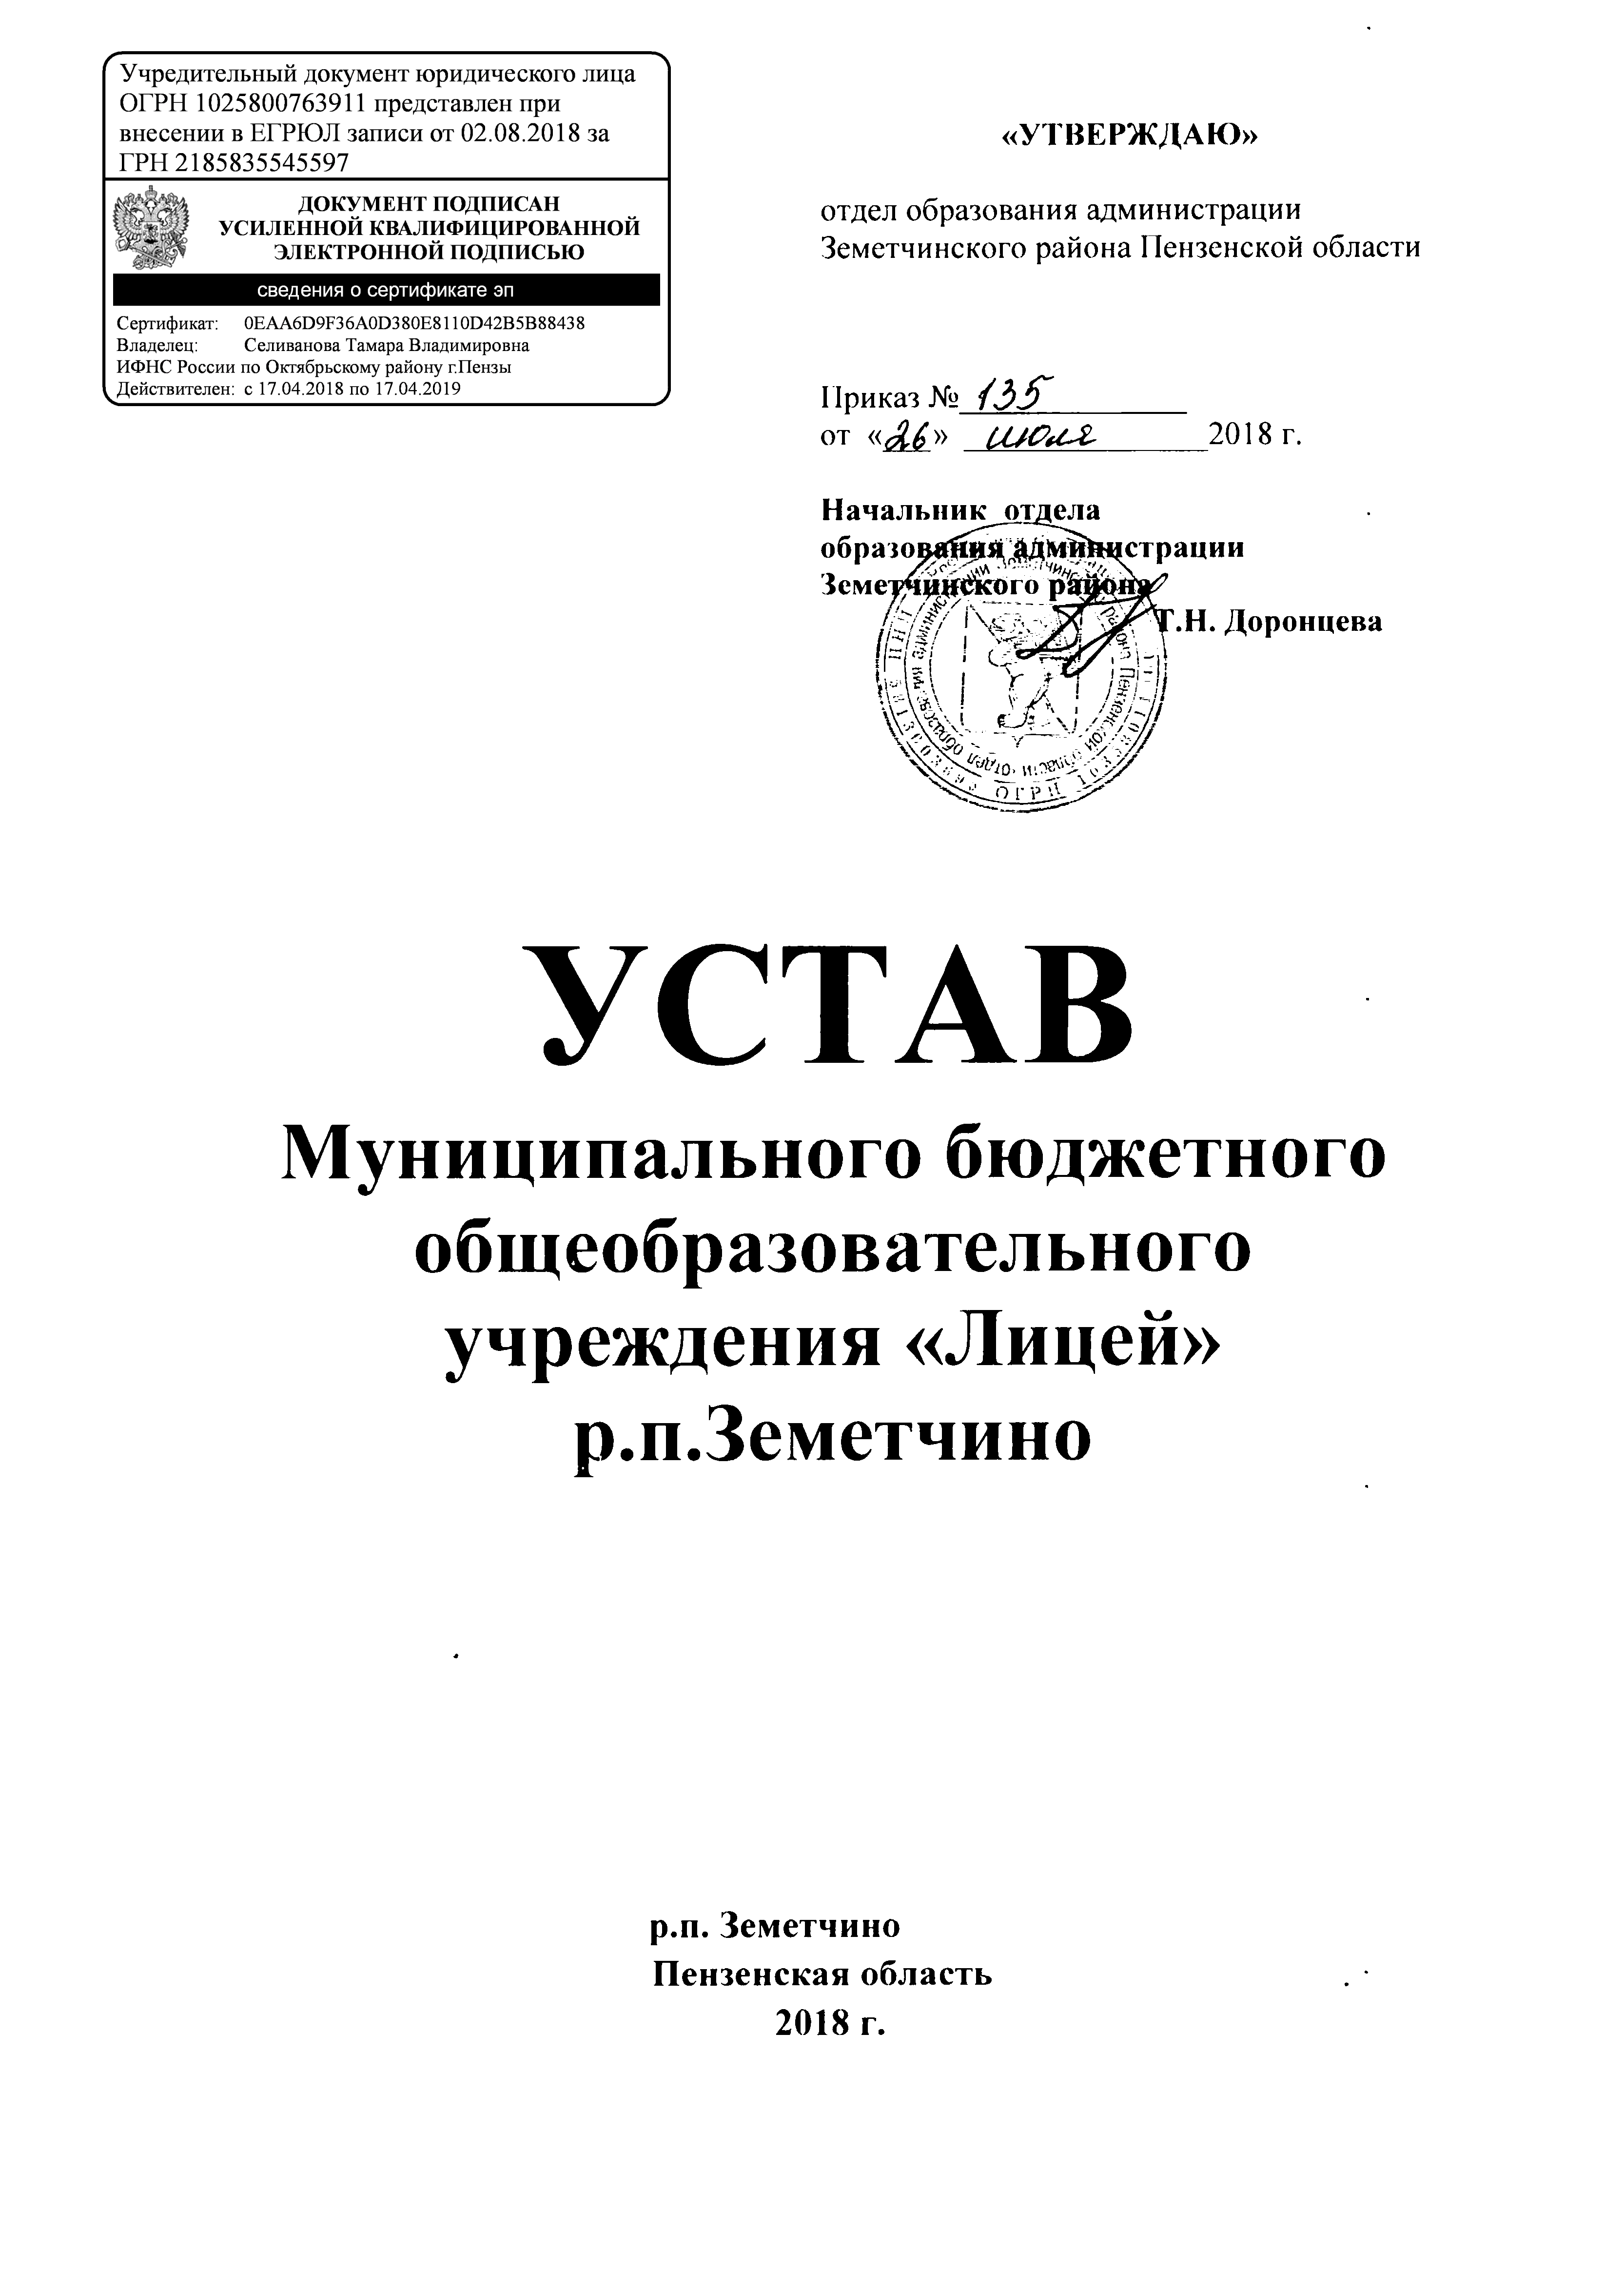 Учредительный документ юридического лица
ОГРН 1025800763911 представлен при
внесении в ЕГРЮЛ записи от 02.08.2018 за
ГРН 2185835545597
ДОКУМЕНТ ПОДПИСАН
УСИЛЕННОЙ КВАЛИФИЦИРОВАННОЙ
ЭЛЕКТРОННОЙ ПОДПИСЬЮ
сведения о сертификате эп
Сертификат: 0EAA6D9F36A0D380E8110D42B5B88438
Владелец: Селиванова Тамара Владимировна
ИФНС России по Октябрьскому району г.Пензы
Действителен: с 17.04.2018 по 17.04.2019
«УТВЕРЖДАЮ»
отдел образования администрации
Земетчинского района Пензенской области
Приказ № 135
от «26» июля 2018 г.
Начальник отдела
образования администрации
Земетчинского района
Т.Н. Доронцева
УСТАВ
Муниципального бюджетного
общеобразовательного
учреждения «Лицей»
р.п.Земетчино
р.п. Земетчино
Пензенская область
2018 г.